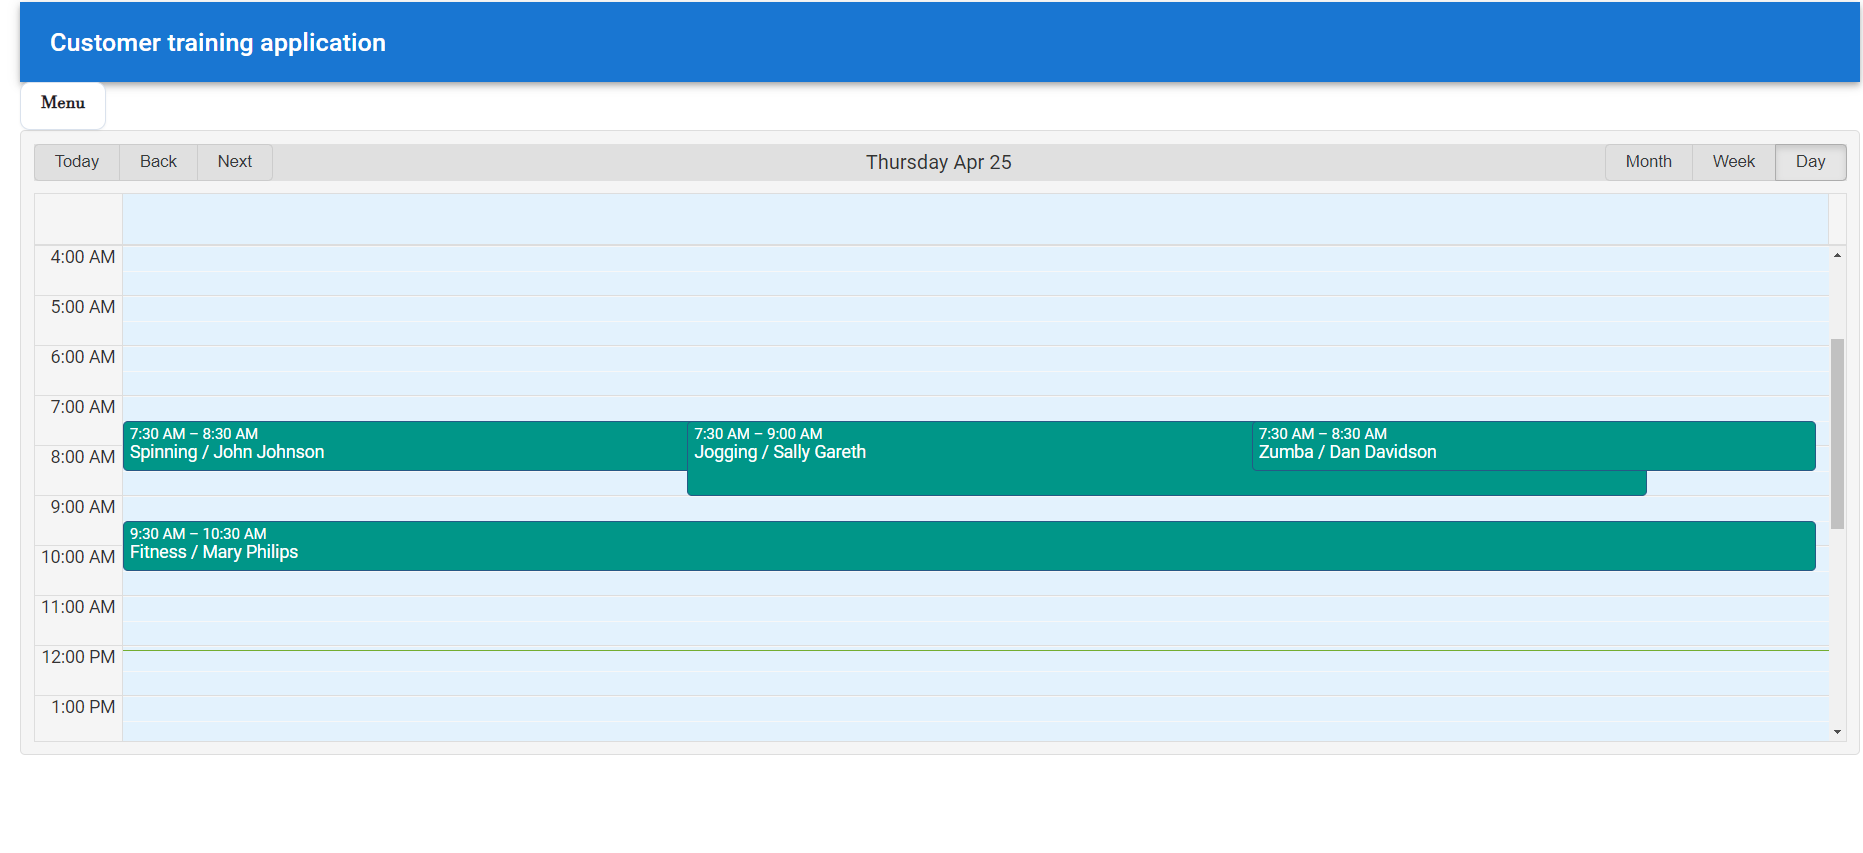 Customer training application
Menu
Today Back Next Thursday Apr 25 Month Week Day
4:00 AM
5:00 AM
6:00 AM
7:00 AM
7:30 AM – 8:30 AM 7:30 AM – 9:00 AM 7:30 AM – 8:30 AM
Spinning / John Johnson Jogging / Sally Gareth Zumba / Dan Davidson
8:00 AM
9:00 AM
9:30 AM – 10:30 AM
Fitness / Mary Philips
10:00 AM
11:00 AM
12:00 PM
1:00 PM